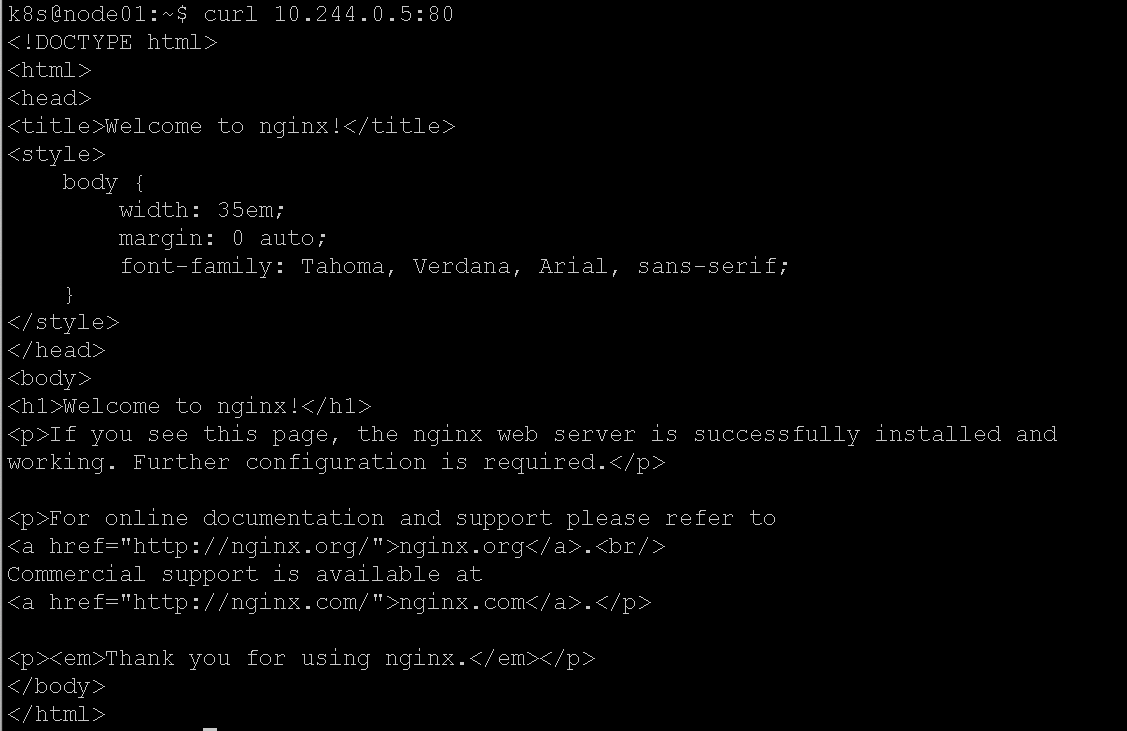 k8s@node01:~$ curl 10.244.0.5:80
<!DOCTYPE html>
<html>
<head>
<title>Welcome to nginx!</title>
<style>
    body {
        width: 35em;
        margin: 0 auto;
        font-family: Tahoma, Verdana, Arial, sans-serif;
    }
</style>
</head>
<body>
<h1>Welcome to nginx!</h1>
<p>If you see this page, the nginx web server is successfully installed and
working. Further configuration is required.</p>

<p>For online documentation and support please refer to
<a href="http://nginx.org/">nginx.org</a>.<br/>
Commercial support is available at
<a href="http://nginx.com/">nginx.com</a>.</p>

<p><em>Thank you for using nginx.</em></p>
</body>
</html>